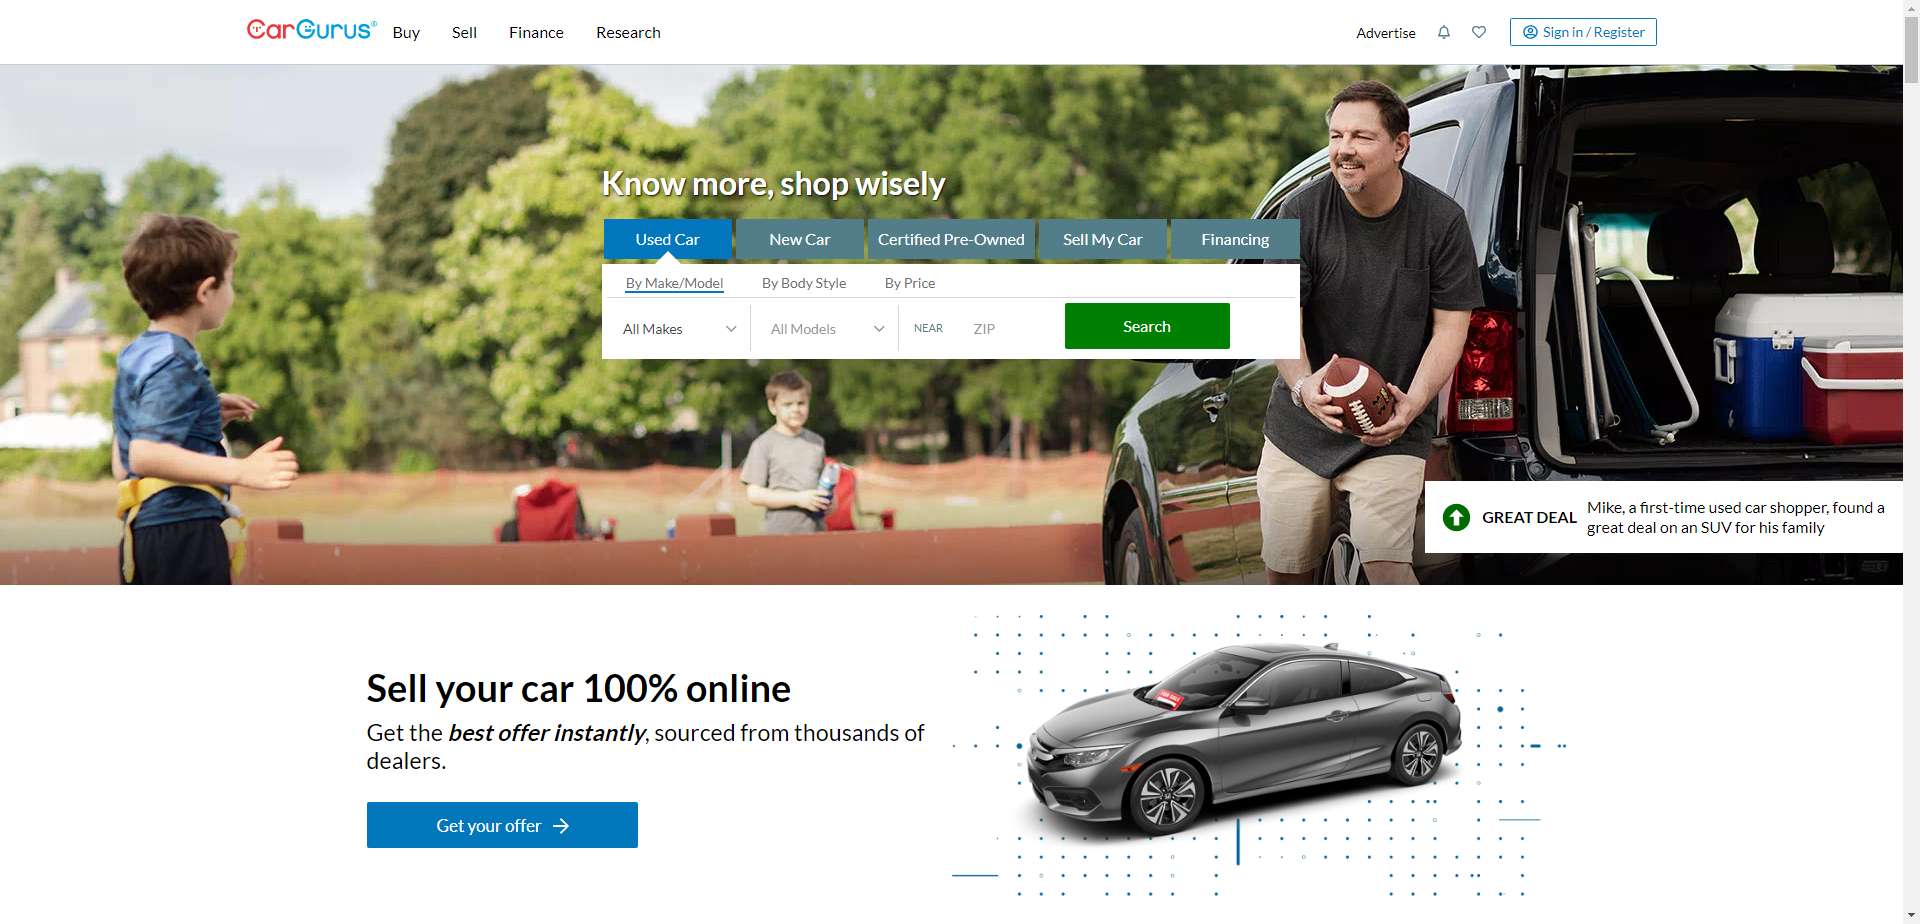 CarGurus®
Buy
Sell
Finance
Research
Advertise
Sign in / Register
Know more, shop wisely
Used Car
New Car
Certified Pre-Owned
Sell My Car
Financing
By Make/Model
By Body Style
By Price
All Makes
All Models
NEAR
ZIP
Search
GREAT DEAL
Mike, a first-time used car shopper, found a
great deal on an SUV for his family
Sell your car 100% online
Get the best offer instantly, sourced from thousands of
dealers.
Get your offer
FOR SALE